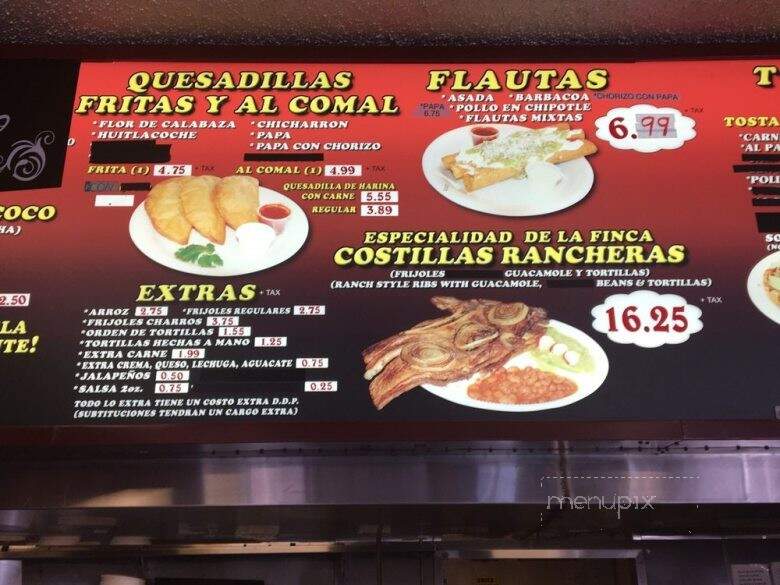 OCO
HA)
2.50
LA
NTE!
QUESADILLAS
FRITAS Y AL COMAL
*FLOR DE CALABAZA
*HUITLACOCHE
*CHICHARRON
*PAPA
*PAPA CON CHORIZO
FRITA (1) 4.75 + TAX
AL COMAL (1) 4.99 + TAX
QUESADILLA DE HARINA
CON CARNE 5.55
REGULAR 3.89
EXTRAS + TAX
*ARROZ 2.75 *FRIJOLES REGULARES 2.75
*FRIJOLES CHARROS 3.75
*ORDEN DE TORTILLAS 1.55
*TORTILLAS HECHAS A MANO 1.25
*EXTRA CARNE 1.99
*EXTRA CREMA, QUESO, LECHUGA, AGUACATE 0.75
*JALAPEÑOS 0.50
*SALSA 2oz. 0.75 0.25
TODO LO EXTRA TIENE UN COSTO EXTRA D.D.P.
(SUBSTITUCIONES TENDRAN UN CARGO EXTRA)
FLAUTAS
*ASADA *BARBACOA *CHORIZO CON PAPA
*PAPA 6.75 *POLLO EN CHIPOTLE
*FLAUTAS MIXTAS
6.99 + TAX
ESPECIALIDAD DE LA FINCA
COSTILLAS RANCHERAS
(FRIJOLES GUACAMOLE Y TORTILLAS)
(RANCH STYLE RIBS WITH GUACAMOLE, BEANS & TORTILLAS)
16.25 + TAX
T
TOSTA
*CARN
*AL PA
*POLL
SO
(NO
menupix